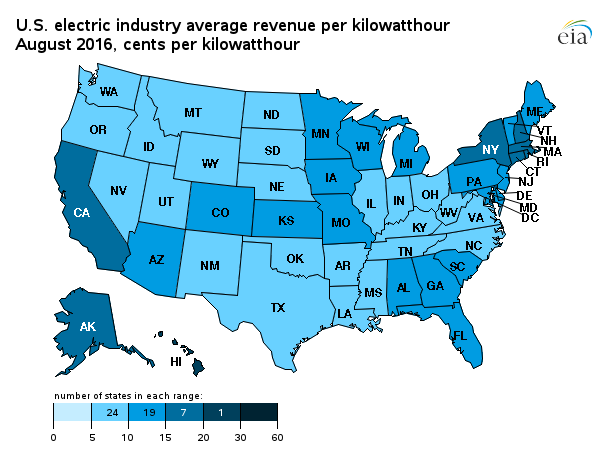 U.S. electric industry average revenue per kilowatthour
August 2016, cents per kilowatthour
eia
WA
MT
ND
ME
OR
MN
VT
ID
SD
WI
NY
NH
WY
MI
MA
RI
IA
PA
CT
NE
NJ
NV
UT
IL
IN
OH
DE
CA
CO
KS
MO
WV
VA
MD
KY
DC
AZ
NM
OK
AR
TN
NC
SC
TX
MS
AL
GA
LA
AK
FL
HI
number of states in each range:
24 19 7 1
0 5 10 15 20 30 60